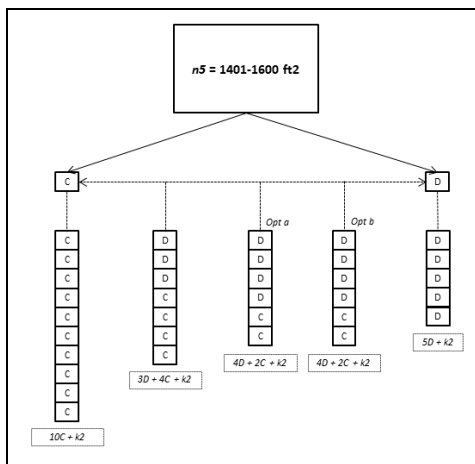 n5 = 1401-1600 ft2
C D
Opt a Opt b
C D D D D
C D D D D
C D D D D
C C D D D
C C C C D
C C C C
5D + k2
C C
4D + 2C + k2 4D + 2C + k2
C
3D + 4C + k2
C
C
10C + k2